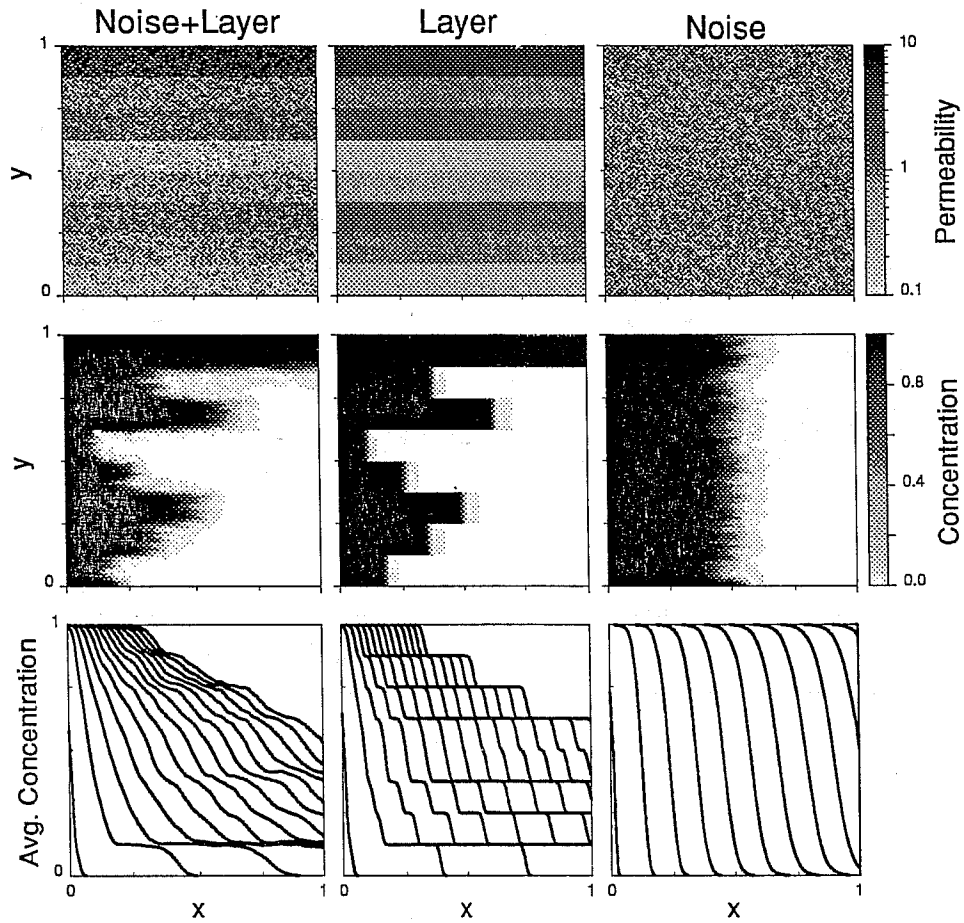 Noise+Layer
Layer
Noise
1
y
0
10
1
0.1
Permeability
1
y
0
0.8
0.4
0.0
Concentration
1
Avg. Concentration
0
0
x
1
0
x
1
0
x
1